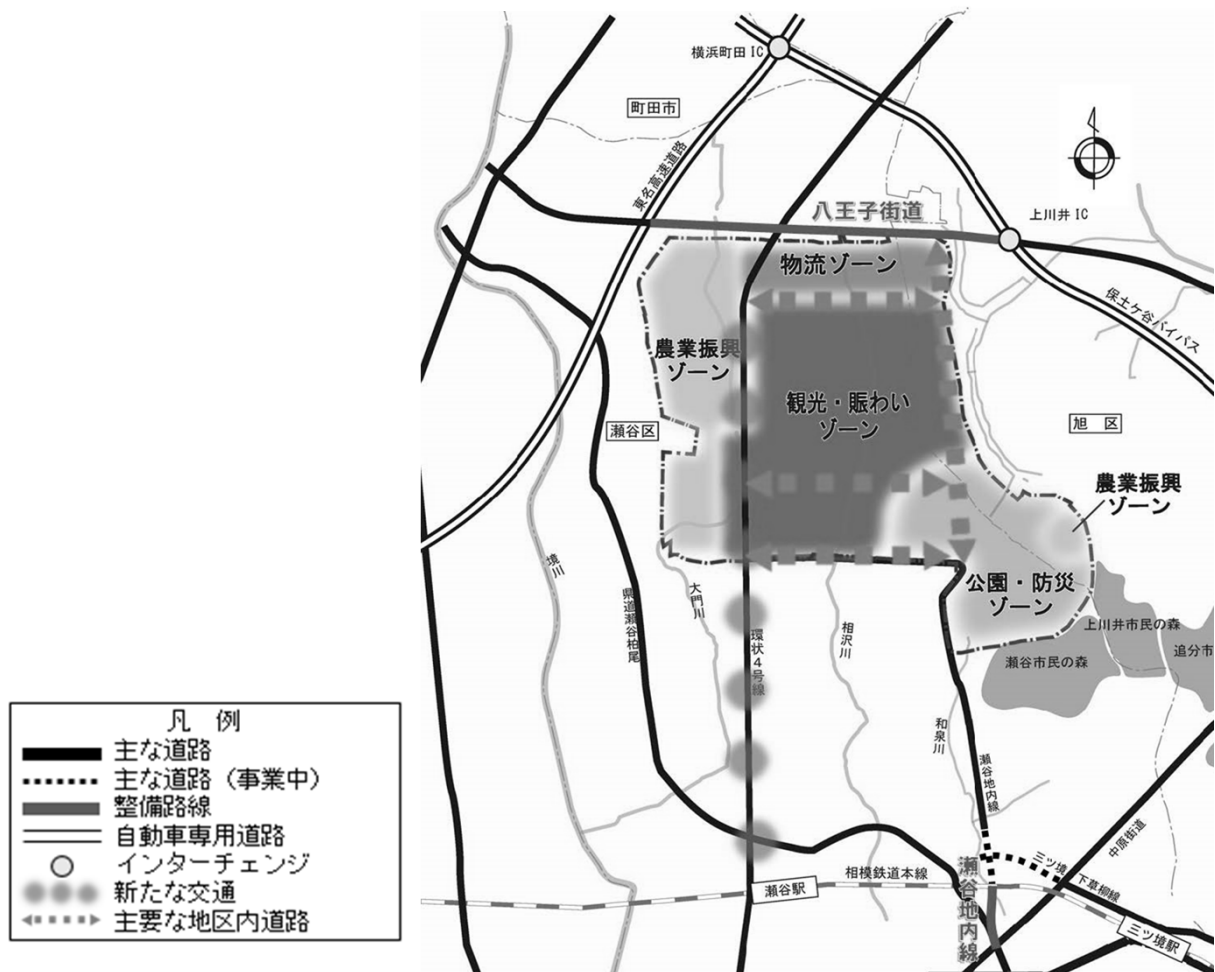 横浜町田 IC
町田市
東名高速道路
八王子街道
上川井 IC
物流ゾーン
保土ケ谷バイパス
農業振興
ゾーン
観光・賑わい
ゾーン
瀬谷区
旭 区
農業振興
ゾーン
境川
大門川
公園・防災
ゾーン
県道瀬谷柏尾
環状4号線
相沢川
上川井市民の森
瀬谷市民の森
追分市
和泉川
瀬谷地内線
中原街道
三ツ境
下草柳線
相模鉄道本線
瀬谷駅
瀬谷地内線
三ツ境駅
凡 例
主な道路
主な道路（事業中）
整備路線
自動車専用道路
インターチェンジ
新たな交通
主要な地区内道路